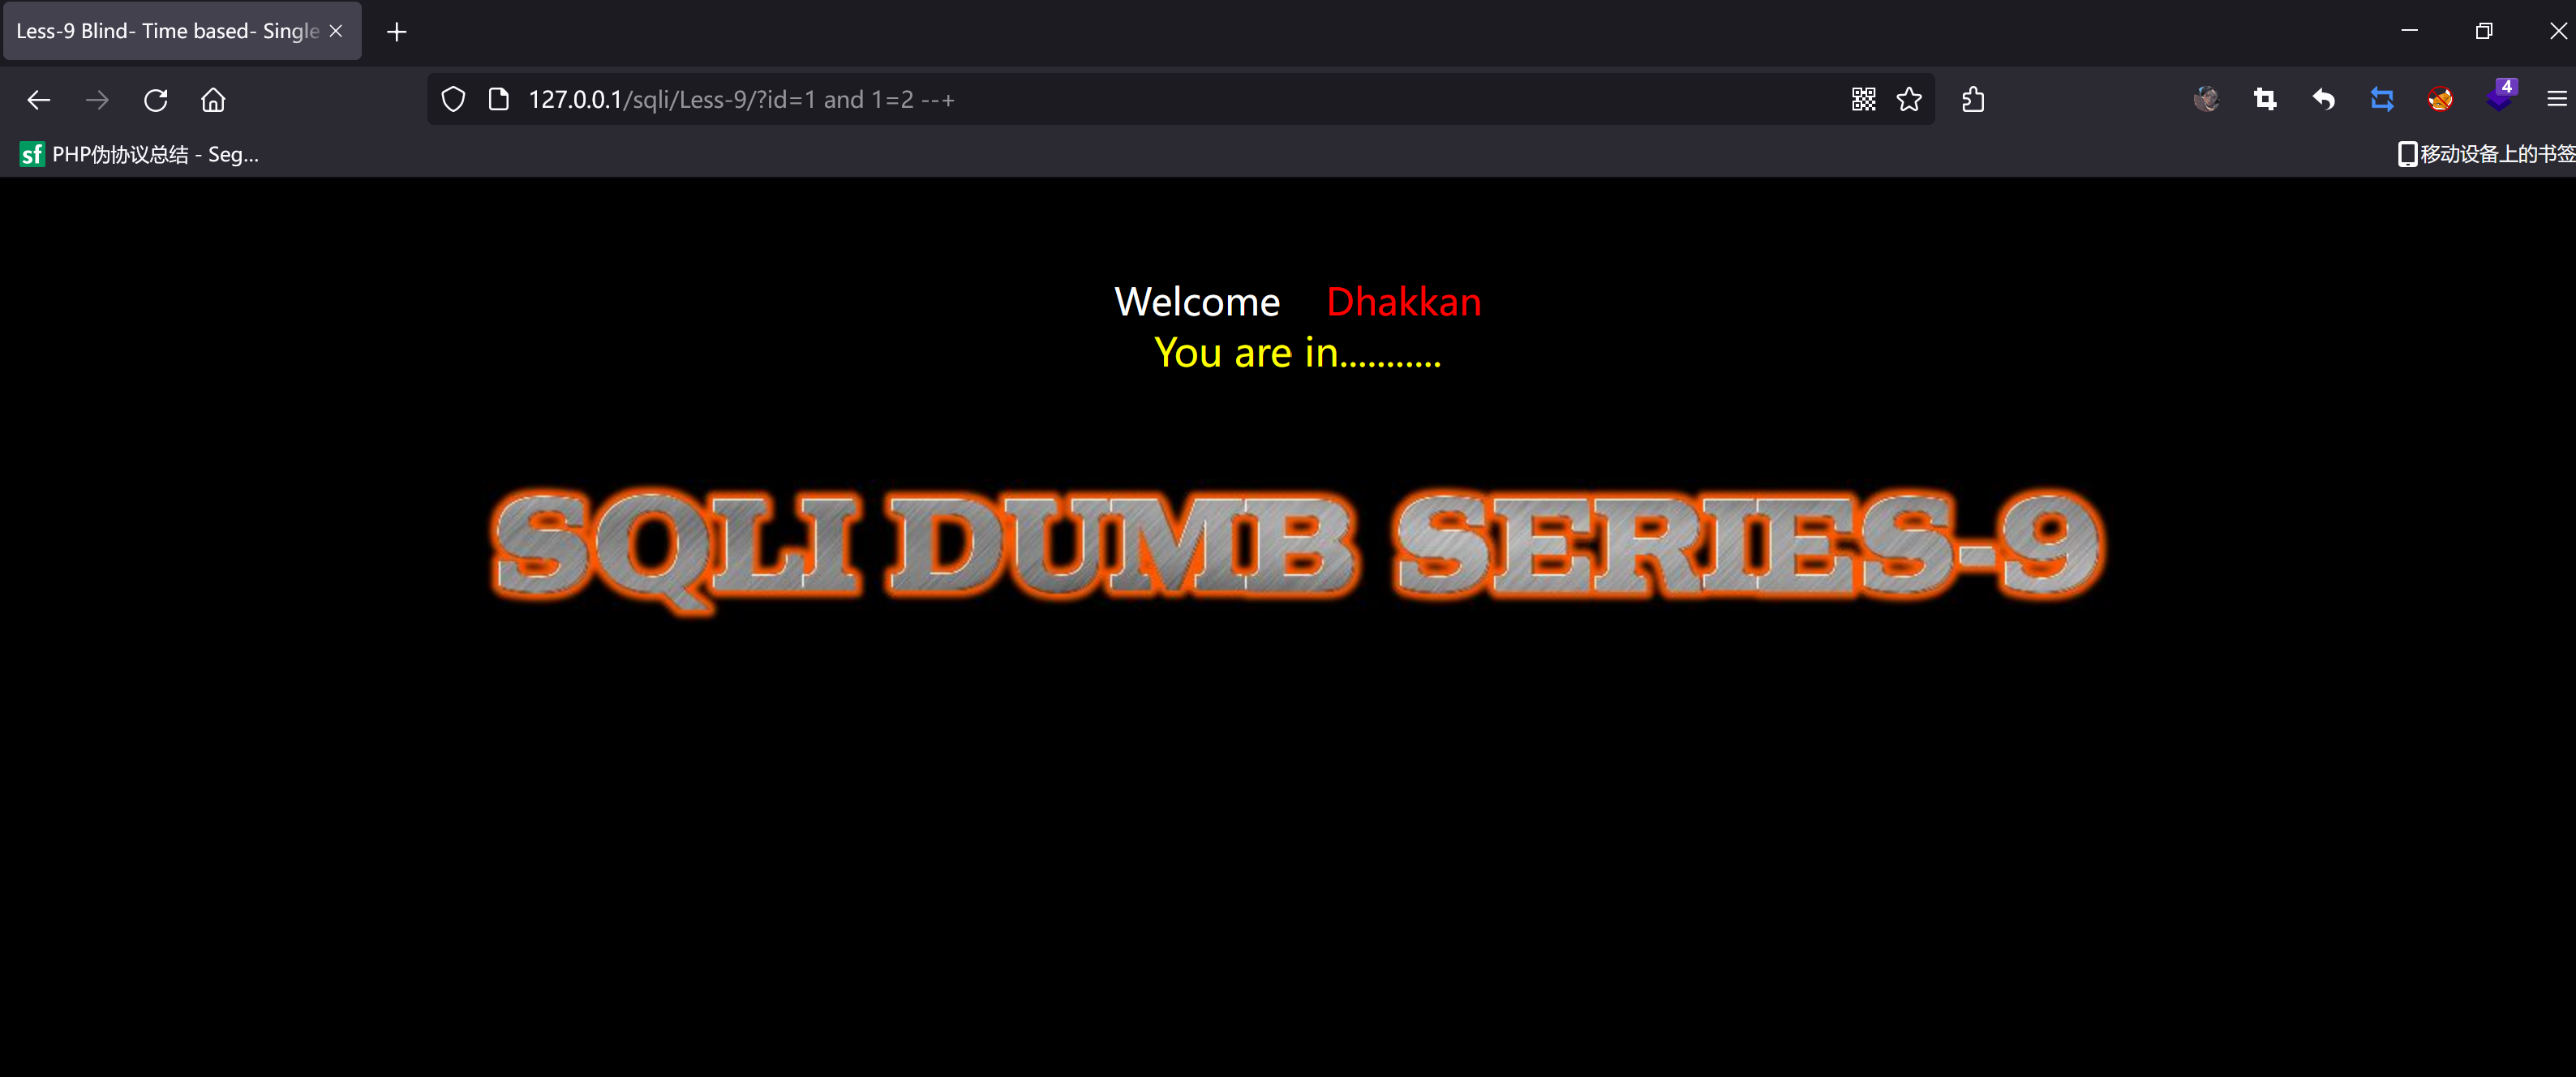 Less-9 Blind- Time based- Single
127.0.0.1/sqli/Less-9/?id=1 and 1=2 --+
4
sf PHP伪协议总结 - Seg...
移动设备上的书签
Welcome Dhakkan
You are in...........
SQLI DUMB SERIES-9